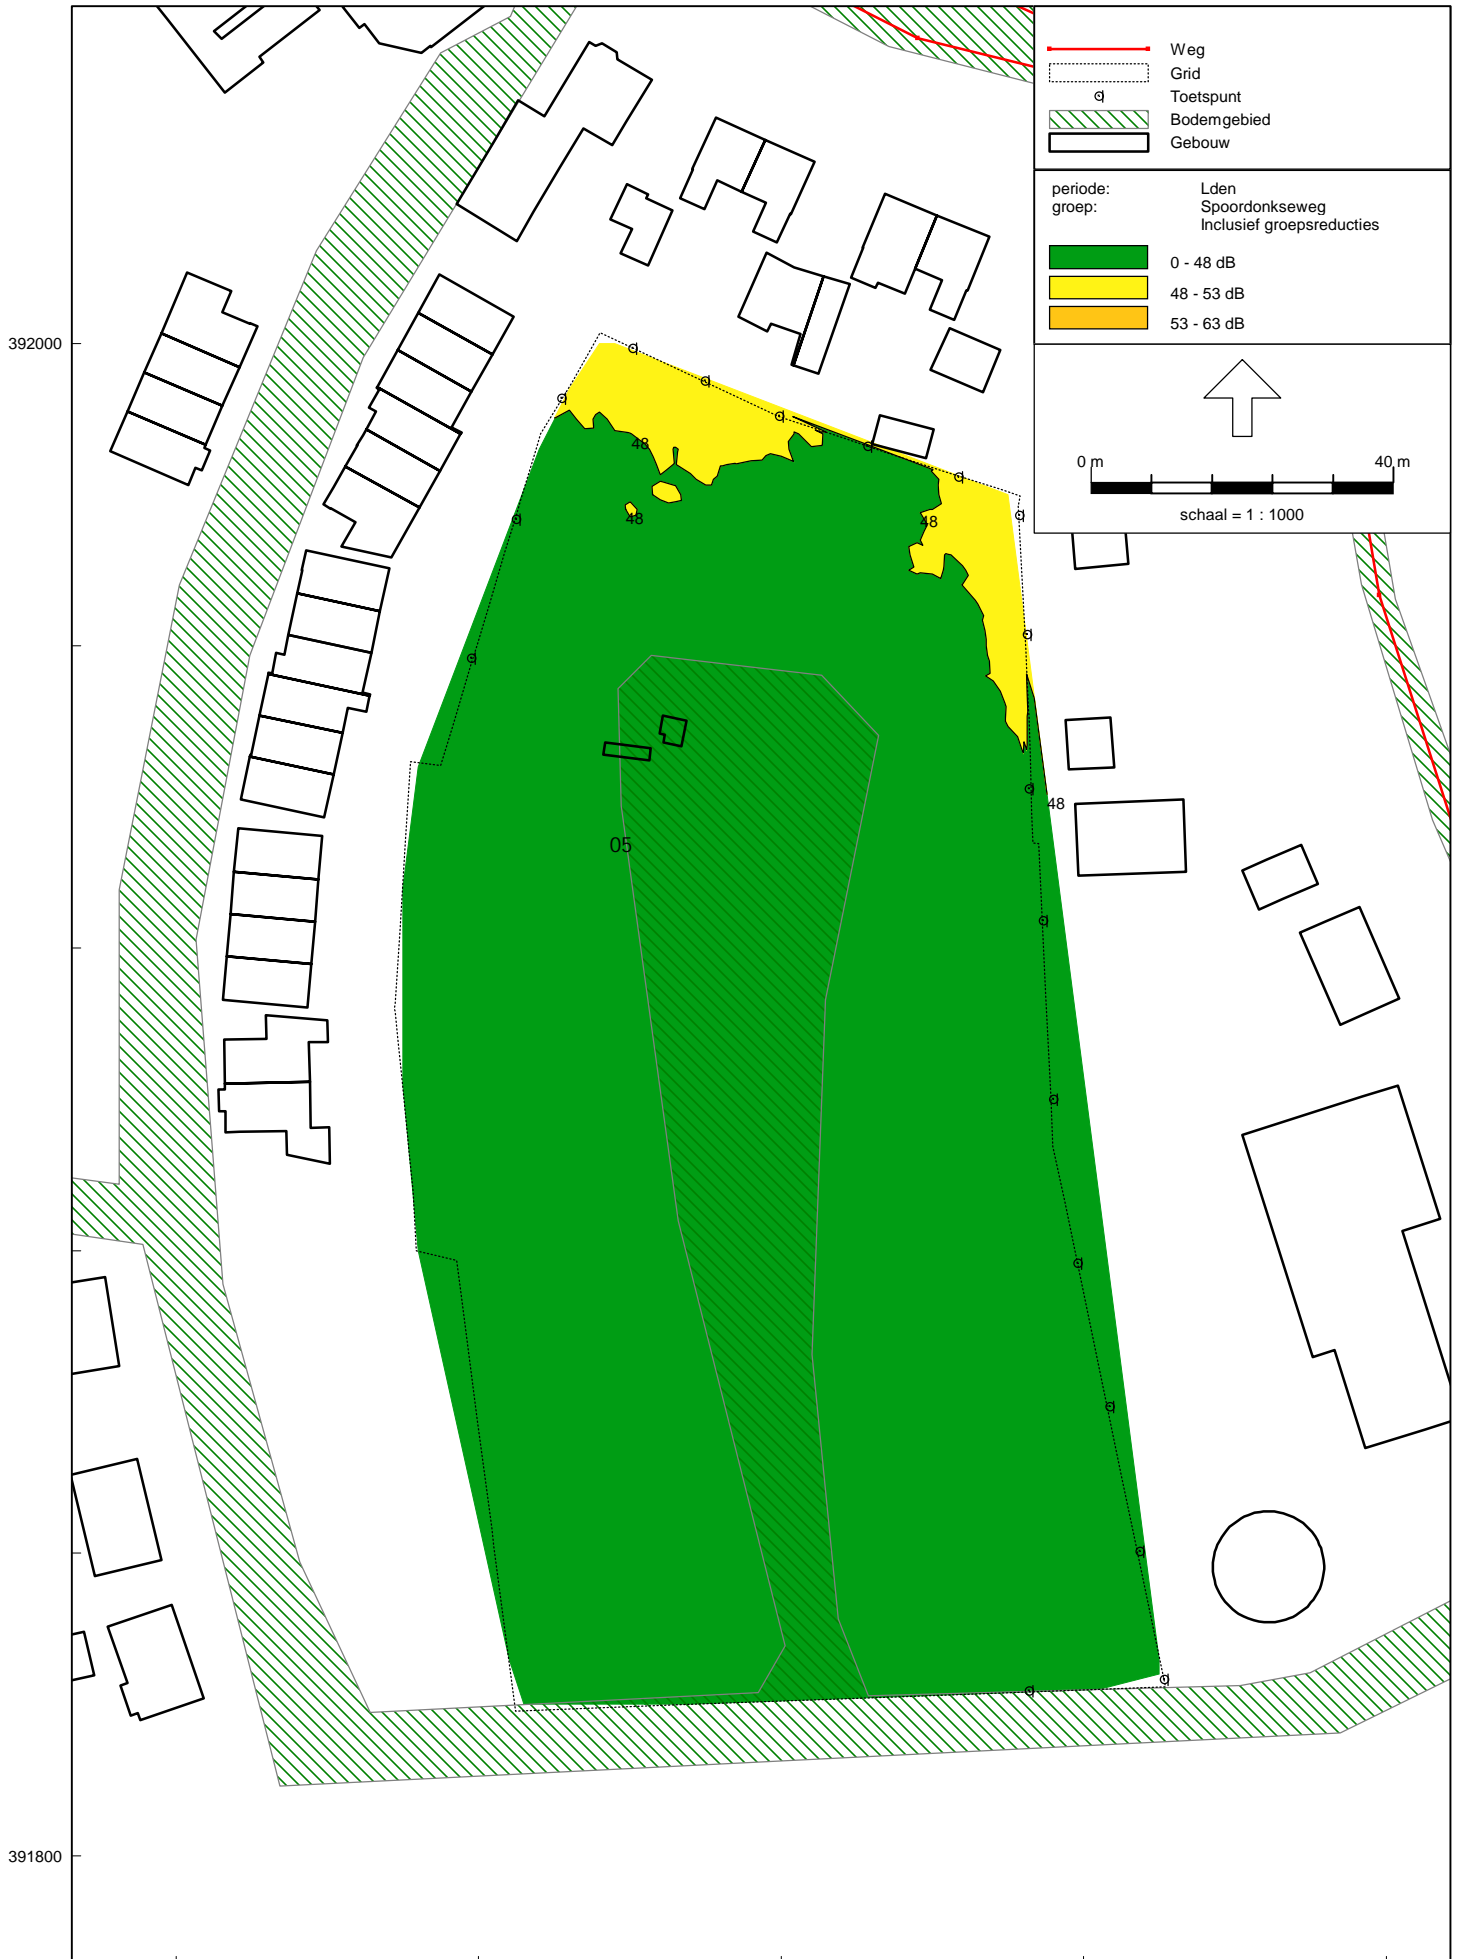 Weg
Grid
Toetspunt
Bodemgebied
Gebouw
periode: Lden
groep: Spoordonkseweg
Inclusief groepsreducties
0 - 48 dB
48 - 53 dB
53 - 63 dB
392000
0 m 40 m
schaal = 1 : 1000
48
48
48
48
05
391800